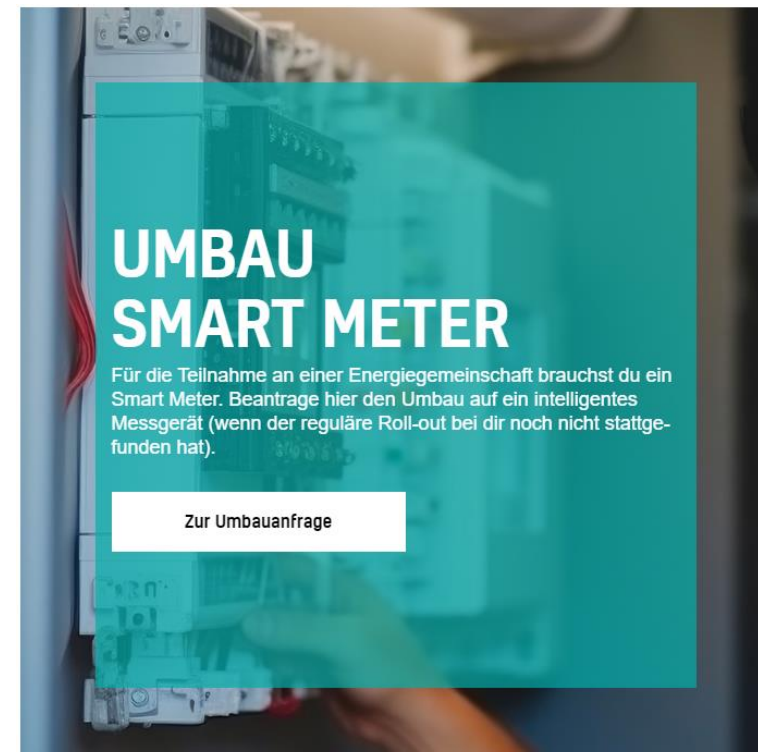 UMBAU
SMART METER
Für die Teilnahme an einer Energiegemeinschaft brauchst du ein
Smart Meter. Beantrage hier den Umbau auf ein intelligentes
Messgerät (wenn der reguläre Roll-out bei dir noch nicht stattge-
funden hat).
Zur Umbauanfrage